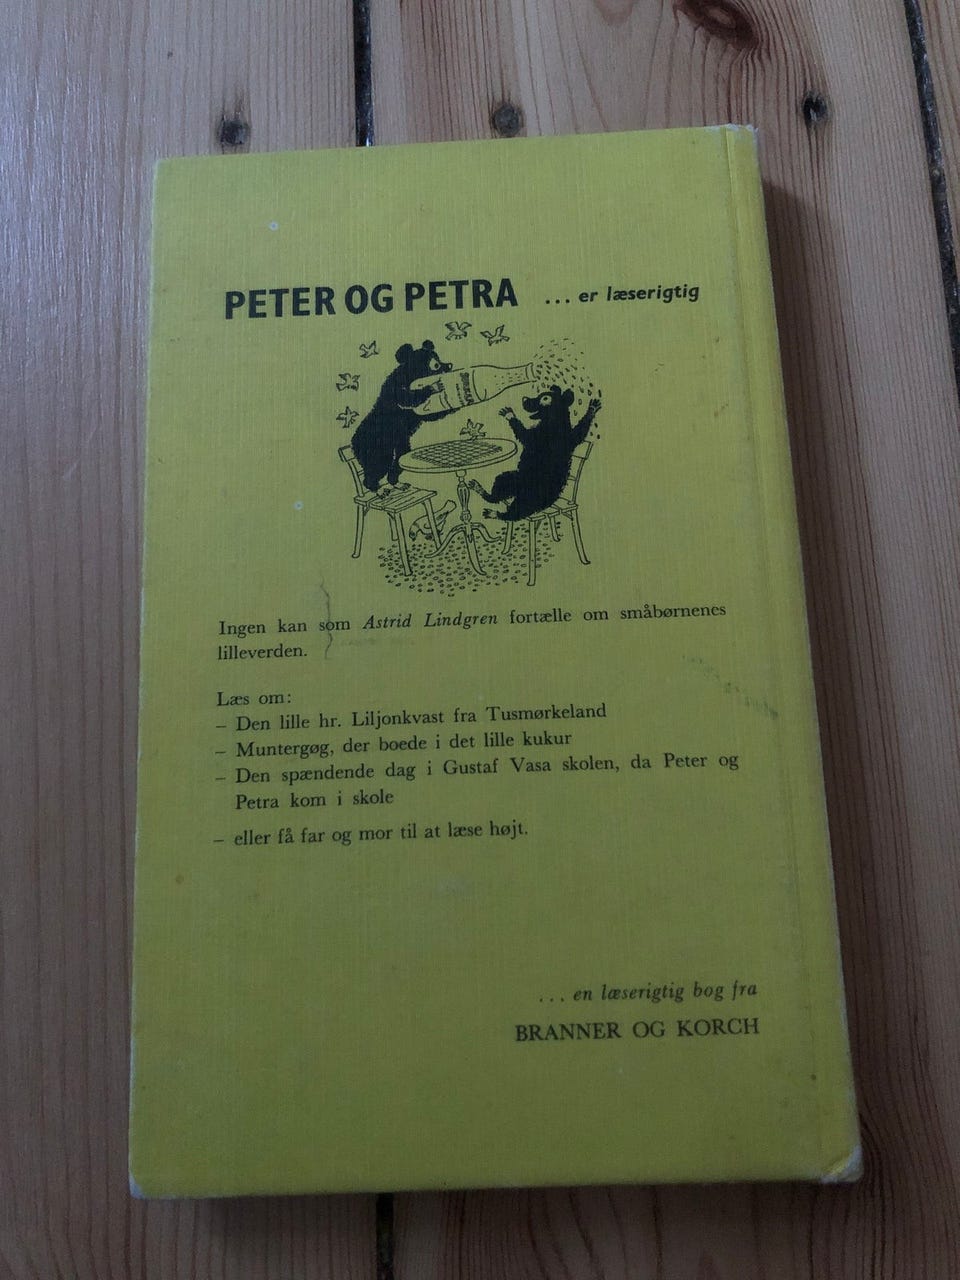 PETER OG PETRA ... er læserigtig
Ingen kan som Astrid Lindgren fortælle om småbørnenes
lilleverden.
Læs om:
– Den lille hr. Liljonkvast fra Tusmørkeland
– Muntergøg, der boede i det lille kukur
– Den spændende dag i Gustaf Vasa skolen, da Peter og
Petra kom i skole
– eller få far og mor til at læse højt.
... en læserigtig bog fra
BRANNER OG KORCH